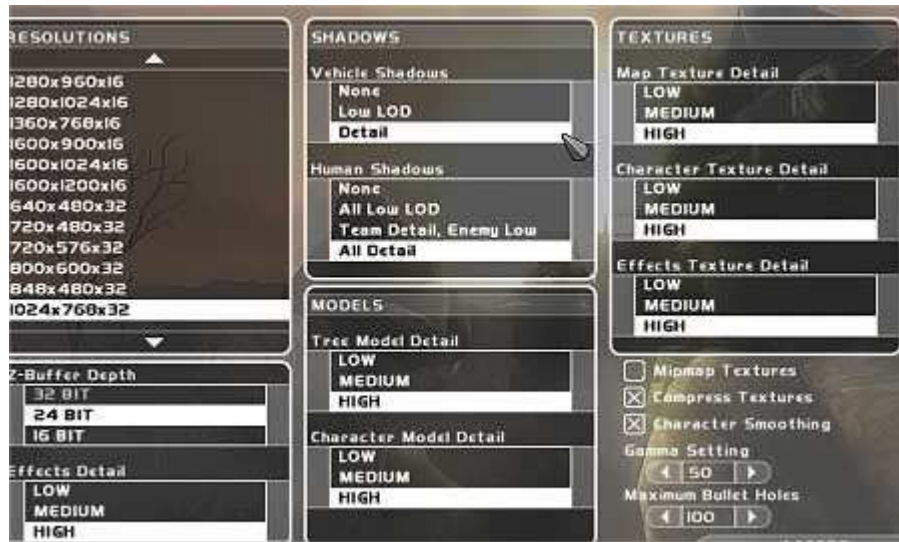 RESOLUTIONS
1280x960x16
1280x1024x16
1360x768x16
1600x900x16
1600x1024x16
1600x1200x16
640x480x32
720x480x32
720x576x32
800x600x32
848x480x32
1024x768x32
Z-Buffer Depth
32 BIT
24 BIT
16 BIT
Effects Detail
LOW
MEDIUM
HIGH
SHADOWS
Vehicle Shadows
None
Low LOD
Detail
Human Shadows
None
All Low LOD
Team Detail, Enemy Low
All Detail
MODELS
Tree Model Detail
LOW
MEDIUM
HIGH
Character Model Detail
LOW
MEDIUM
HIGH
TEXTURES
Map Texture Detail
LOW
MEDIUM
HIGH
Character Texture Detail
LOW
MEDIUM
HIGH
Effects Texture Detail
LOW
MEDIUM
HIGH
Mipmap Textures
Compress Textures
Character Smoothing
Gamma Setting
50
Maximum Bullet Holes
100